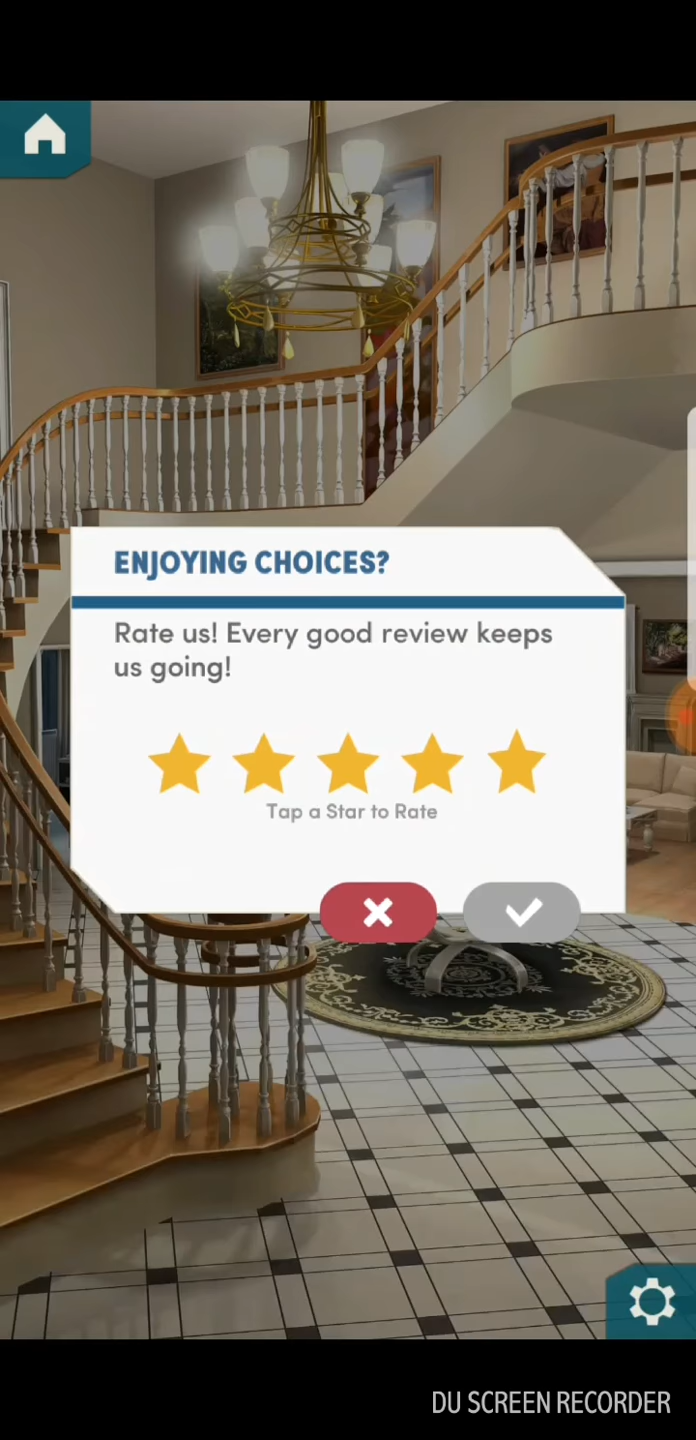 ENJOYING CHOICES?
Rate us! Every good review keeps
us going!
Tap a Star to Rate
DU SCREEN RECORDER